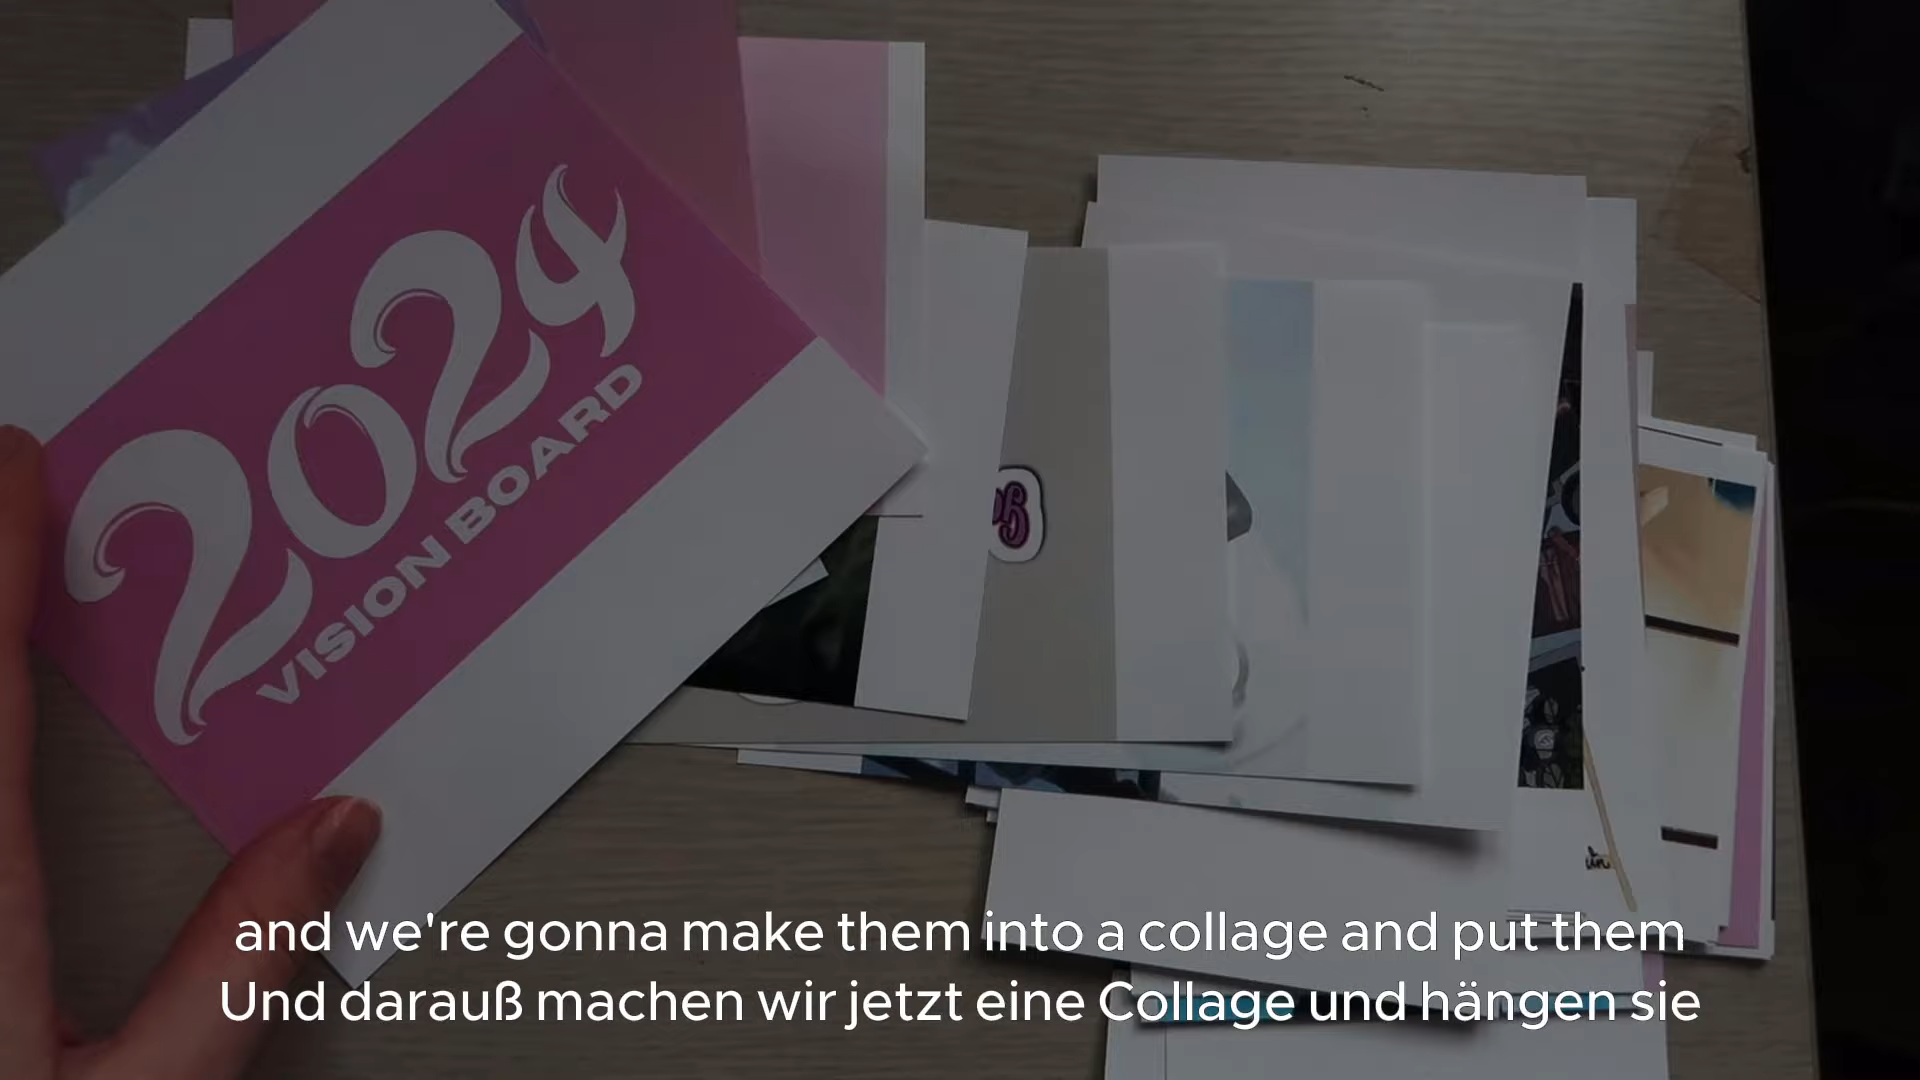 2024
VISION BOARD
and we're gonna make them into a collage and put them
Und darauß machen wir jetzt eine Collage und hängen sie